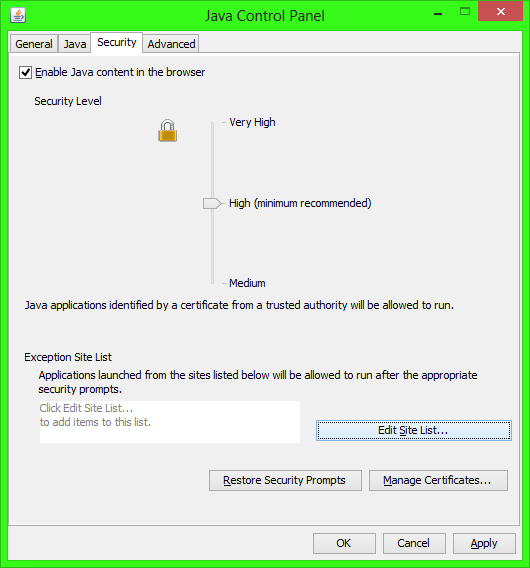 Java Control Panel
General Java Security Advanced
Enable Java content in the browser
Security Level
Very High
High (minimum recommended)
Medium
Java applications identified by a certificate from a trusted authority will be allowed to run.
Exception Site List
Applications launched from the sites listed below will be allowed to run after the appropriate
security prompts.
Click Edit Site List...
to add items to this list.
Edit Site List...
Restore Security Prompts Manage Certificates...
OK Cancel Apply